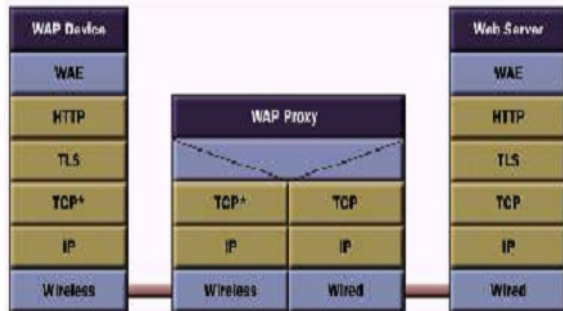 WAP Device
WAE
HTTP
TLS
TCP*
IP
Wireless
WAP Proxy
TCP* TCP
IP IP
Wireless Wired
Web Server
WAE
HTTP
TLS
TCP
IP
Wired